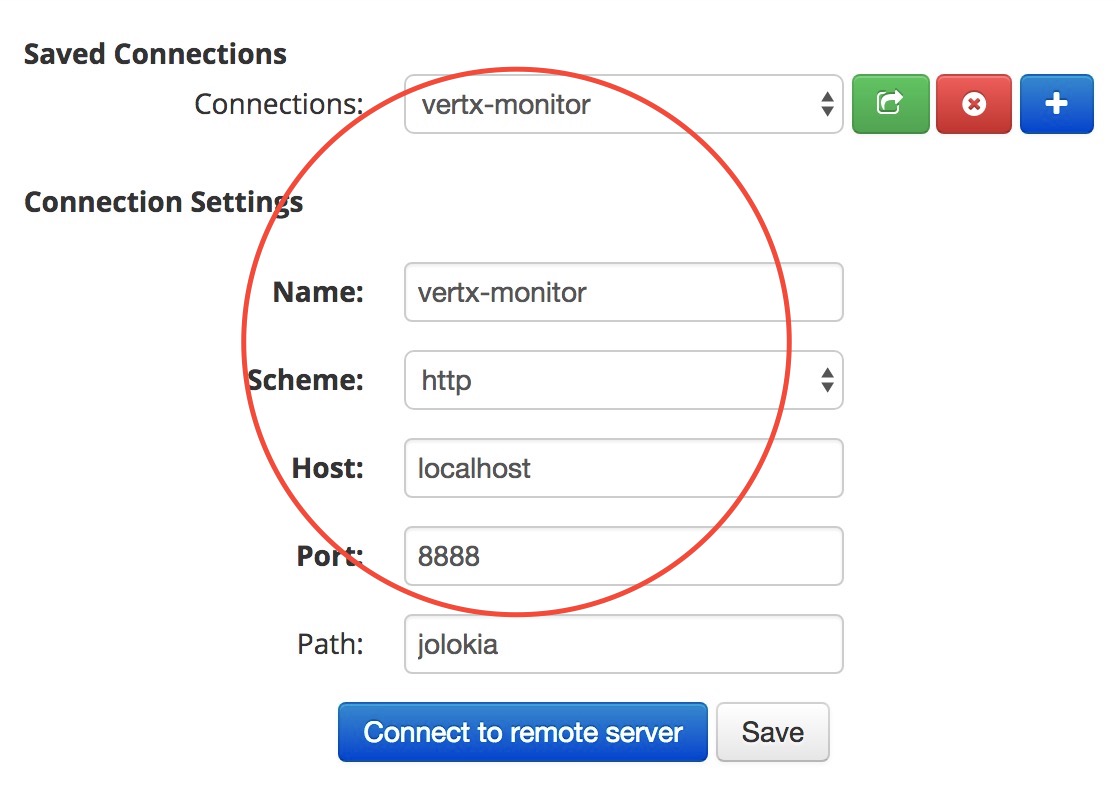 Saved Connections
Connections: vertx-monitor
Connection Settings
Name: vertx-monitor
Scheme: http
Host: localhost
Port: 8888
Path: jolokia
Connect to remote server Save